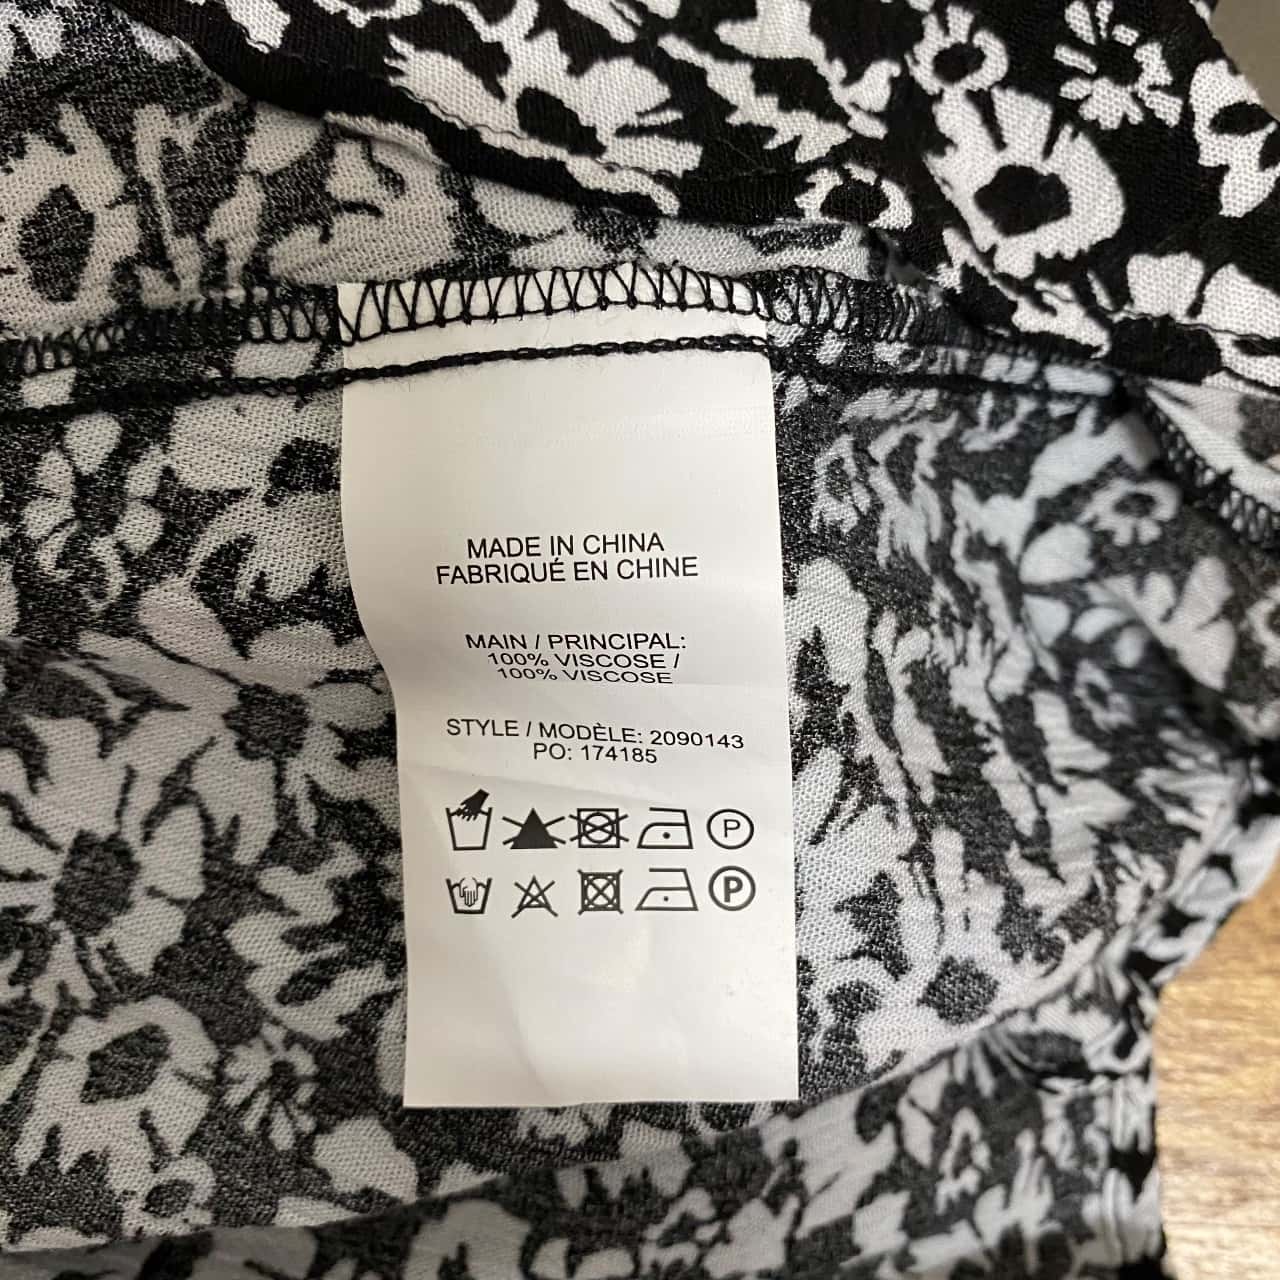 MADE IN CHINA
FABRIQUÉ EN CHINE
MAIN / PRINCIPAL:
100% VISCOSE /
100% VISCOSE
STYLE / MODÈLE: 2090143
PO: 174185
P
P